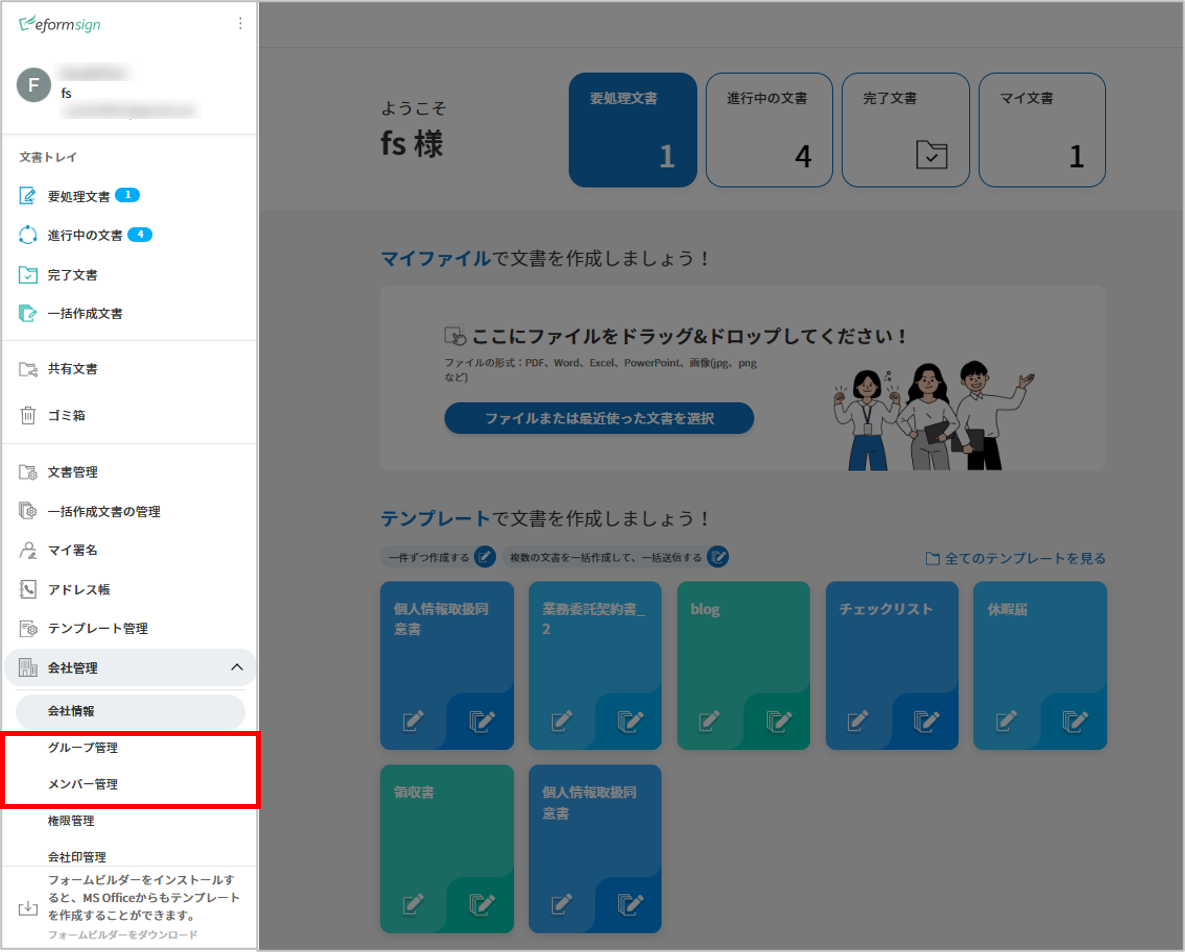 eformsign
F
fs
文書トレイ
要処理文書 1
進行中の文書 4
完了文書
一括作成文書
共有文書
ゴミ箱
文書管理
一括作成文書の管理
マイ署名
アドレス帳
テンプレート管理
会社管理
会社情報
グループ管理
メンバー管理
権限管理
会社印管理
フォームビルダーをインストールす
ると、MS Officeからもテンプレート
を作成することができます。
フォームビルダーをダウンロード
ようこそ
fs 様
要処理文書
1
進行中の文書
4
完了文書
マイ文書
1
マイファイルで文書を作成しましょう！
ここにファイルをドラッグ&ドロップしてください！
ファイルの形式：PDF、Word、Excel、PowerPoint、画像(jpg、png
など)
ファイルまたは最近使った文書を選択
テンプレートで文書を作成しましょう！
一件ずつ作成する
複数の文書を一括作成して、一括送信する
全てのテンプレートを見る
個人情報取扱同
意書
業務委託契約書_
2
blog
チェックリスト
休暇届
領収書
個人情報取扱同
意書